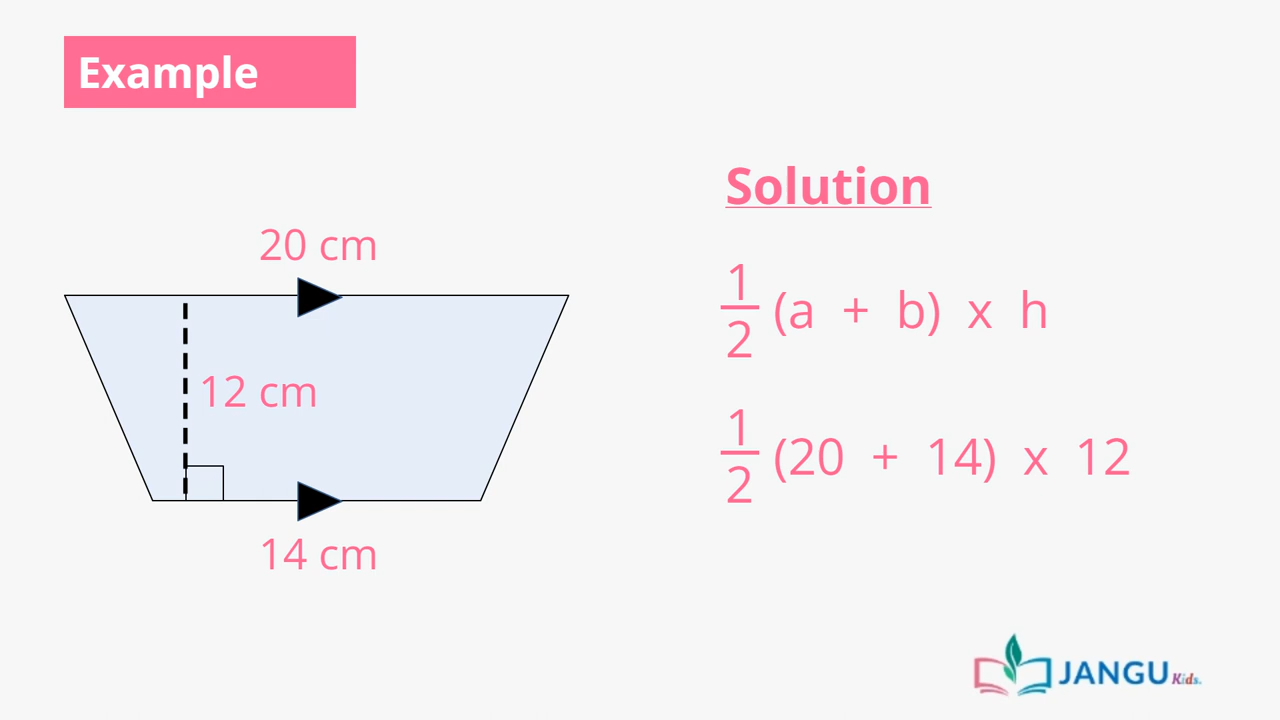 Example
Solution
20 cm
1/2 (a + b) x h
12 cm
1/2 (20 + 14) x 12
14 cm
JANGU Kids.